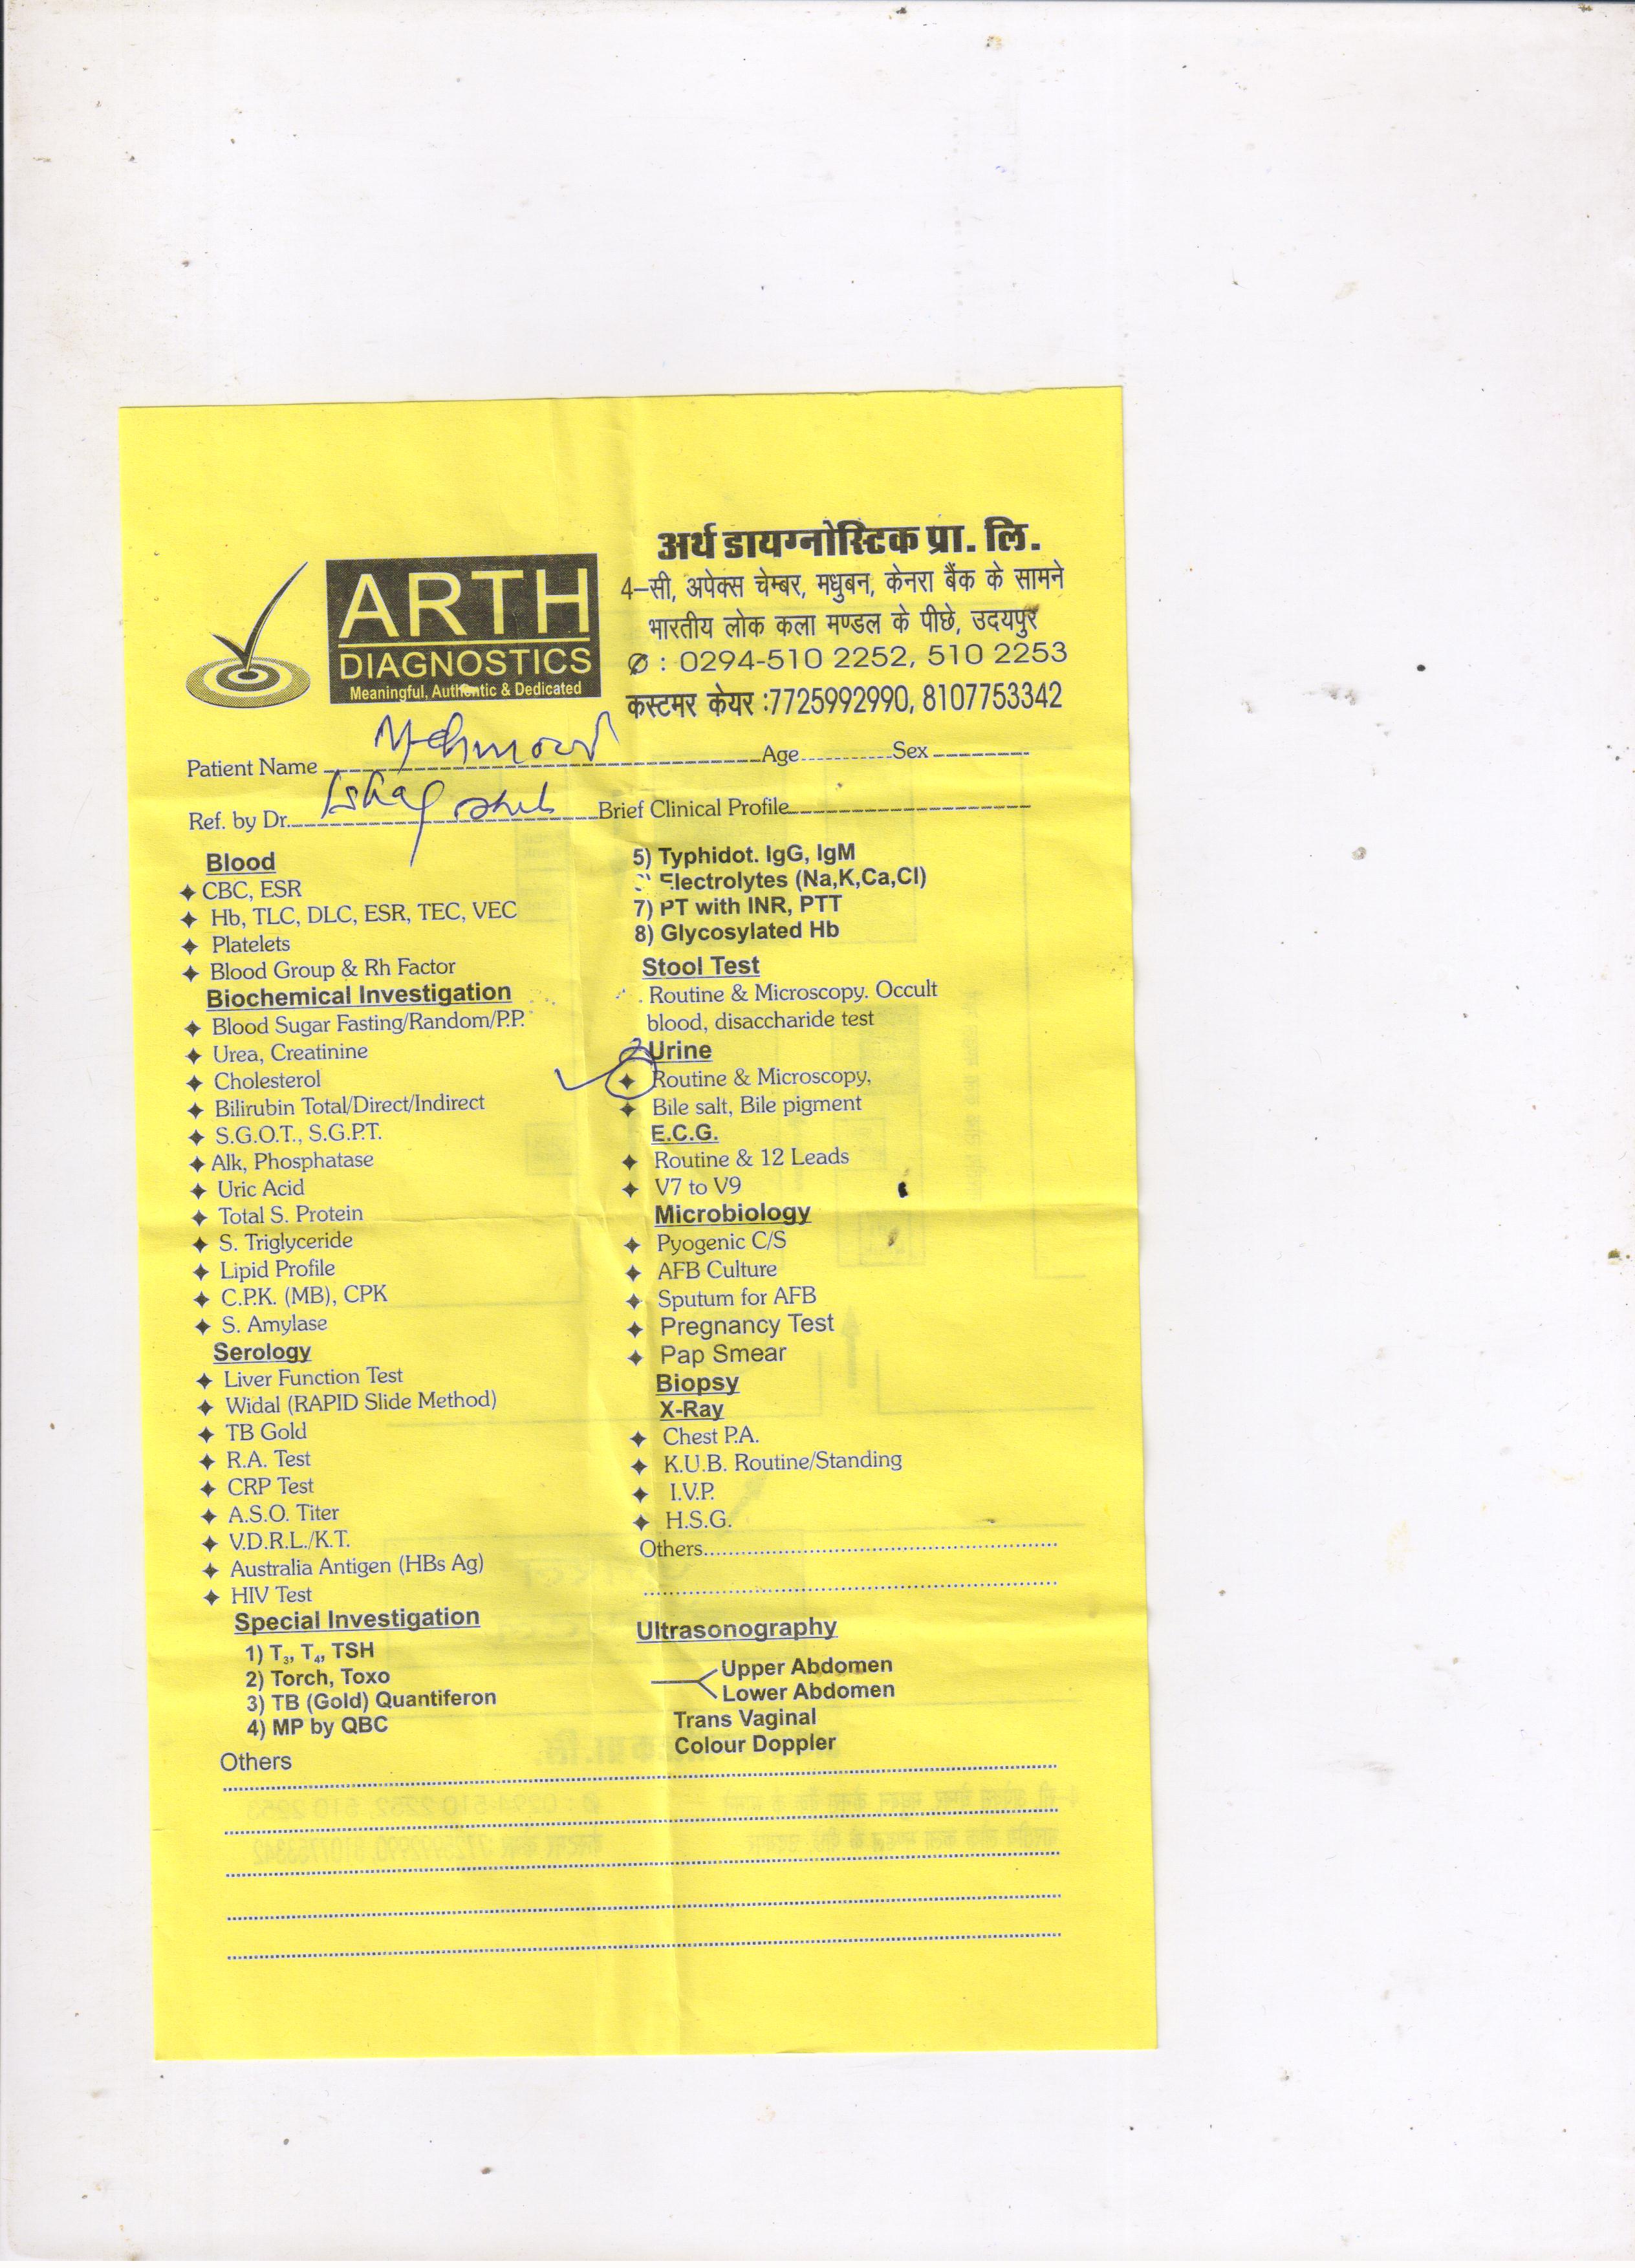 अर्थ डायग्नोस्टिक प्रा. लि.
4–सी, अपेक्स चेम्बर, मधुबन, केनरा बैंक के सामने
भारतीय लोक कला मण्डल के पीछे, उदयपुर
: 0294-510 2252, 510 2253
कस्टमर केयर :7725992990, 8107753342
ARTH
DIAGNOSTICS
Meaningful, Authentic & Dedicated
Patient Name Age Sex
Ref. by Dr. Brief Clinical Profile
Blood
CBC, ESR
Hb, TLC, DLC, ESR, TEC, VEC
Platelets
Blood Group & Rh Factor
Biochemical Investigation
Blood Sugar Fasting/Random/P.P.
Urea, Creatinine
Cholesterol
Bilirubin Total/Direct/Indirect
S.G.O.T., S.G.P.T.
Alk, Phosphatase
Uric Acid
Total S. Protein
S. Triglyceride
Lipid Profile
C.P.K. (MB), CPK
S. Amylase
Serology
Liver Function Test
Widal (RAPID Slide Method)
TB Gold
R.A. Test
CRP Test
A.S.O. Titer
V.D.R.L./K.T.
Australia Antigen (HBs Ag)
HIV Test
Special Investigation
1) T3, T4, TSH
2) Torch, Toxo
3) TB (Gold) Quantiferon
4) MP by QBC
5) Typhidot. IgG, IgM
Electrolytes (Na,K,Ca,Cl)
7) PT with INR, PTT
8) Glycosylated Hb
Stool Test
Routine & Microscopy. Occult
blood, disaccharide test
Urine
Routine & Microscopy,
Bile salt, Bile pigment
E.C.G.
Routine & 12 Leads
V7 to V9
Microbiology
Pyogenic C/S
AFB Culture
Sputum for AFB
Pregnancy Test
Pap Smear
Biopsy
X-Ray
Chest P.A.
K.U.B. Routine/Standing
I.V.P.
H.S.G.
Others
Ultrasonography
Upper Abdomen
Lower Abdomen
Trans Vaginal
Colour Doppler
Others